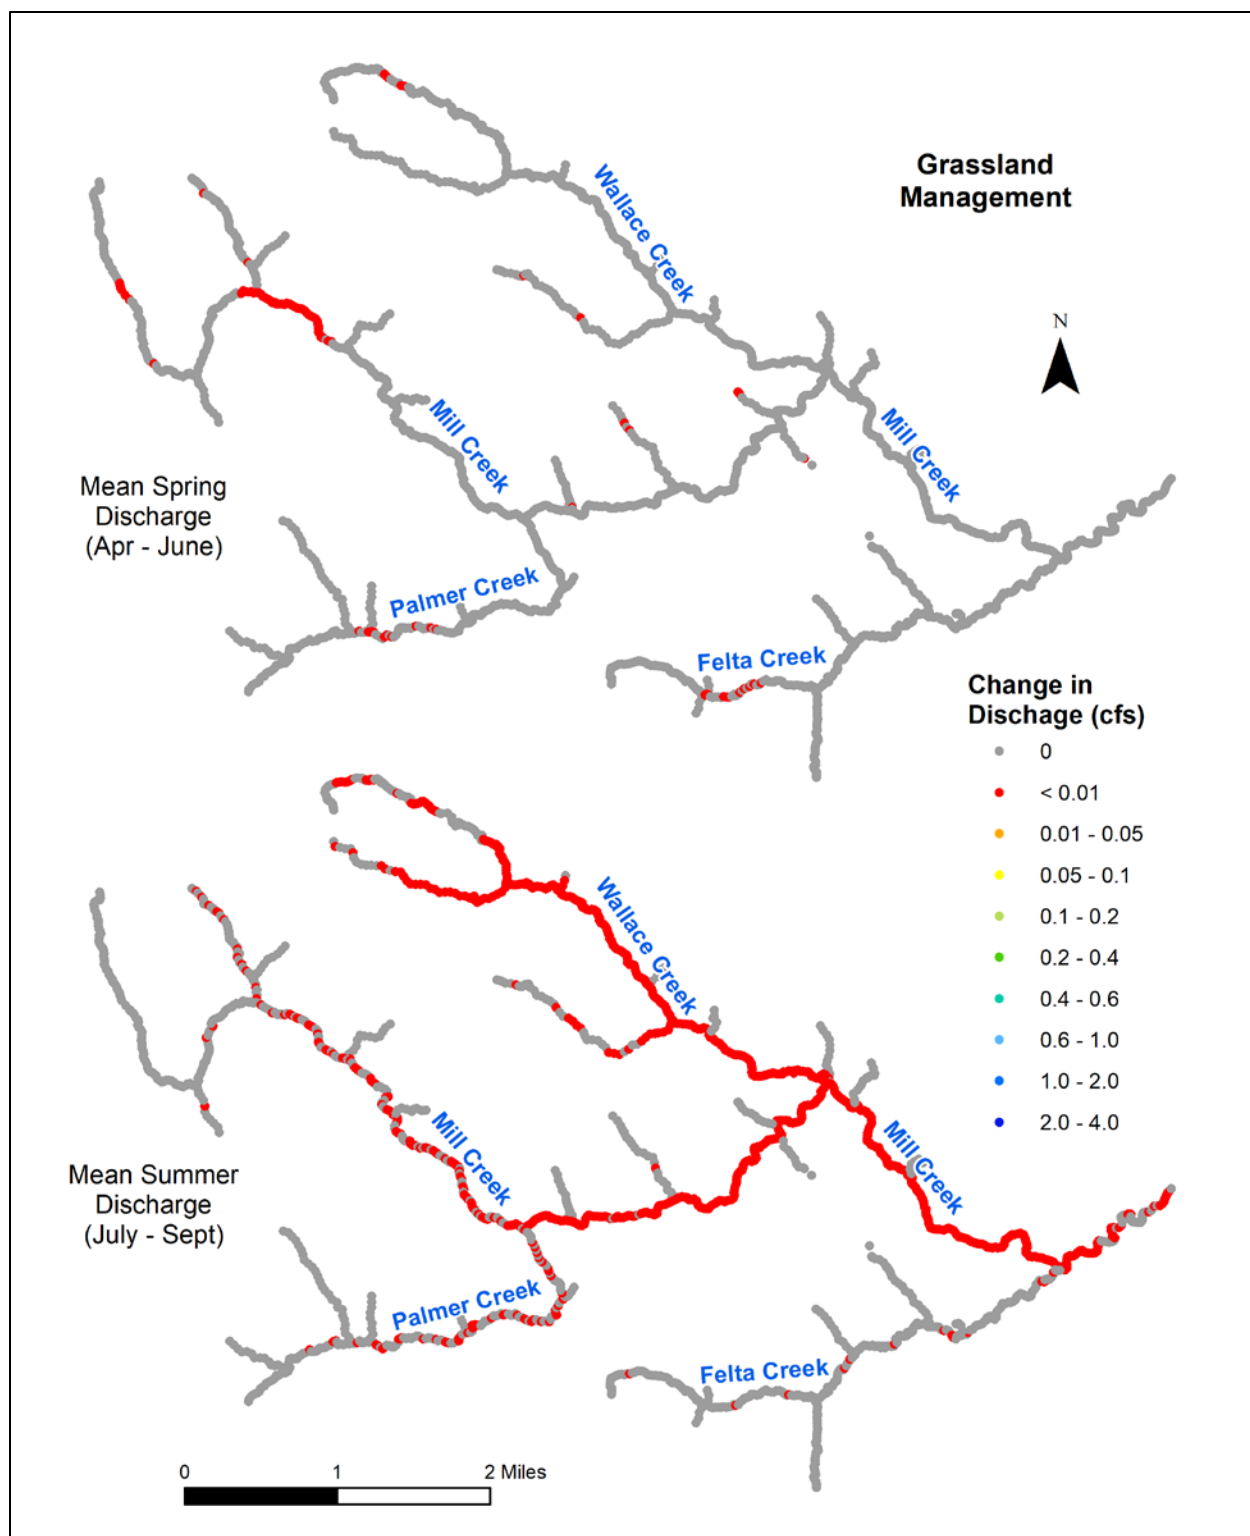 Grassland
Management
Wallace Creek
N
Mill Creek
Mill Creek
Mean Spring
Discharge
(Apr - June)
Palmer Creek
Felta Creek
Change in
Dischage (cfs)
0
< 0.01
0.01 - 0.05
0.05 - 0.1
0.1 - 0.2
0.2 - 0.4
0.4 - 0.6
0.6 - 1.0
1.0 - 2.0
2.0 - 4.0
Wallace Creek
Mill Creek
Mill Creek
Mean Summer
Discharge
(July - Sept)
Palmer Creek
Felta Creek
0 1 2 Miles